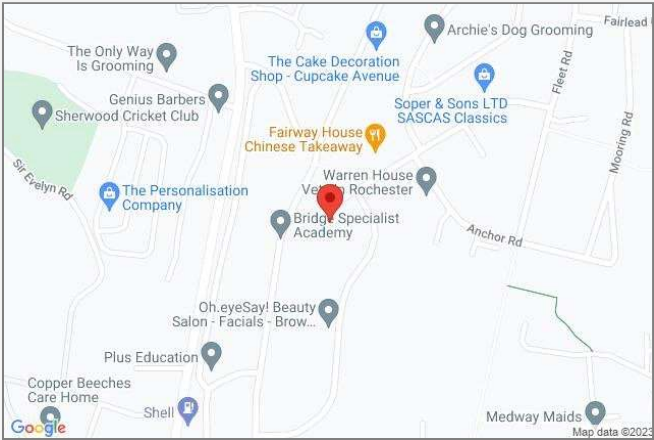 Archie's Dog Grooming
Fairlead
The Only Way
Is Grooming
The Cake Decoration
Shop - Cupcake Avenue
Fleet Rd
Genius Barbers
Sherwood Cricket Club
Soper & Sons LTD
SASCAS Classics
Mooring Rd
Fairway House
Chinese Takeaway
Sir Evelyn Rd
Warren House
Rochester
The Personalisation
Company
Bridge Specialist
Academy
Anchor Rd
Oh.eyeSay! Beauty
Salon - Facials - Brow...
Plus Education
Copper Beeches
Care Home
Shell
Medway Maids
Google
Map data ©2023